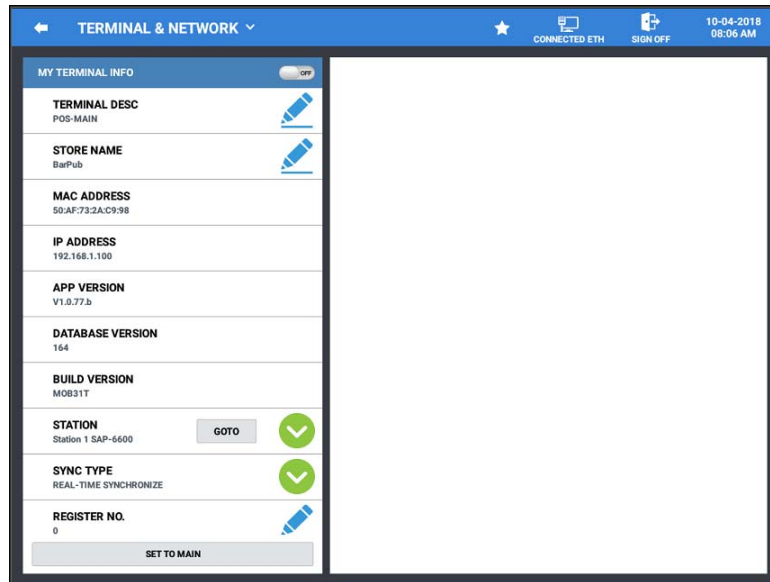 TERMINAL & NETWORK
CONNECTED ETH
SIGN OFF
10-04-2018
08:06 AM
MY TERMINAL INFO
OFF
TERMINAL DESC
POS-MAIN
STORE NAME
BarPub
MAC ADDRESS
50:AF:73:2A:C9:98
IP ADDRESS
192.168.1.100
APP VERSION
V1.0.77.b
DATABASE VERSION
164
BUILD VERSION
MOB31T
STATION
Station 1 SAP-6600
GOTO
SYNC TYPE
REAL-TIME SYNCHRONIZE
REGISTER NO.
0
SET TO MAIN